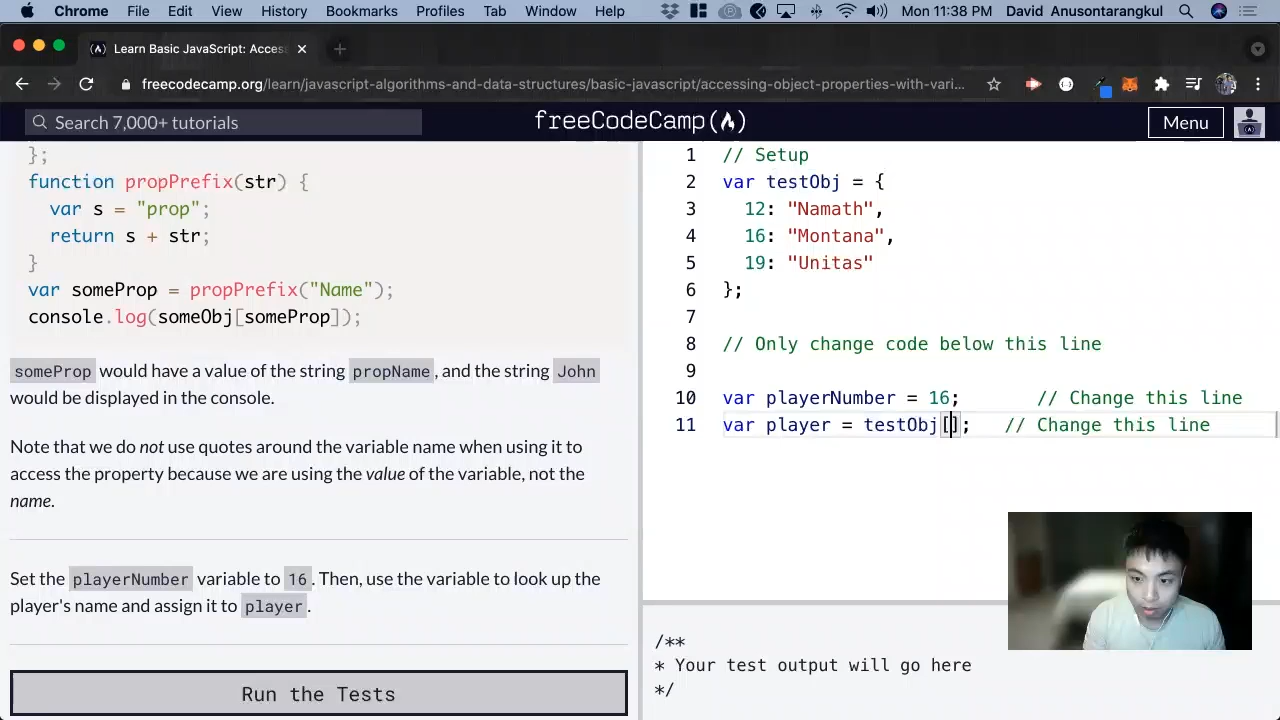 Chrome File Edit View History Bookmarks Profiles Tab Window Help Mon 11:38 PM David Anusontarangkul
Learn Basic JavaScript: Acces
freecodecamp.org/learn/javascript-algorithms-and-data-structures/basic-javascript/accessing-object-properties-with-vari...
Search 7,000+ tutorials
freeCodeCamp
Menu
};
function propPrefix(str) {
var s = "prop";
return s + str;
}
var someProp = propPrefix("Name");
console.log(someObj[someProp]);
someProp would have a value of the string propName, and the string John
would be displayed in the console.
Note that we do not use quotes around the variable name when using it to
access the property because we are using the value of the variable, not the
name.
Set the playerNumber variable to 16. Then, use the variable to look up the
player's name and assign it to player.
Run the Tests
1 // Setup
2 var testObj = {
3 12: "Namath",
4 16: "Montana",
5 19: "Unitas"
6 };
7
8 // Only change code below this line
9
10 var playerNumber = 16; // Change this line
11 var player = testObj[]; // Change this line
/**
* Your test output will go here
*/